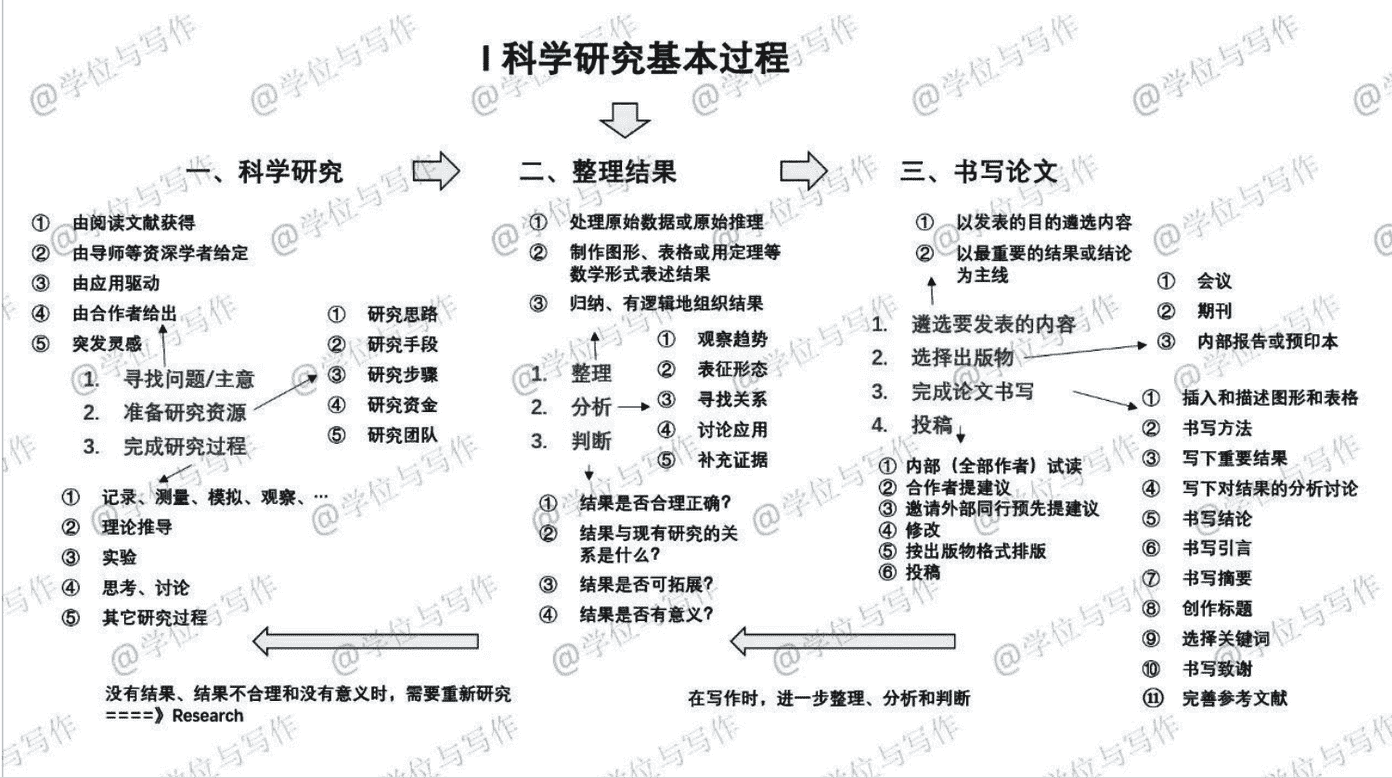 I 科学研究基本过程
一、科学研究
① 由阅读文献获得
② 由导师等资深学者给定
③ 由应用驱动
④ 由合作者给出
⑤ 突发灵感
1. 寻找问题/主意
2. 准备研究资源
3. 完成研究过程
① 研究思路
② 研究手段
③ 研究步骤
④ 研究资金
⑤ 研究团队
① 记录、测量、模拟、观察、…
② 理论推导
③ 实验
④ 思考、讨论
⑤ 其它研究过程
二、整理结果
① 处理原始数据或原始推理
② 制作图形、表格或用定理等
数学形式表述结果
③ 归纳、有逻辑地组织结果
1. 整理
2. 分析
3. 判断
① 观察趋势
② 表征形态
③ 寻找关系
④ 讨论应用
⑤ 补充证据
① 结果是否合理正确？
② 结果与现有研究的关
系是什么？
③ 结果是否可拓展？
④ 结果是否有意义？
三、书写论文
① 以发表的目的遴选内容
② 以最重要的结果或结论
为主线
1. 遴选要发表的内容
2. 选择出版物
3. 完成论文书写
4. 投稿
① 会议
② 期刊
③ 内部报告或预印本
① 插入和描述图形和表格
② 书写方法
③ 写下重要结果
④ 写下对结果的分析讨论
⑤ 书写结论
⑥ 书写引言
⑦ 书写摘要
⑧ 创作标题
⑨ 选择关键词
⑩ 书写致谢
⑪ 完善参考文献
① 内部（全部作者）试读
② 合作者提建议
③ 邀请外部同行预先提建议
④ 修改
⑤ 按出版物格式排版
⑥ 投稿
没有结果、结果不合理和没有意义时，需要重新研究
====》Research
在写作时，进一步整理、分析和判断
@学位与写作